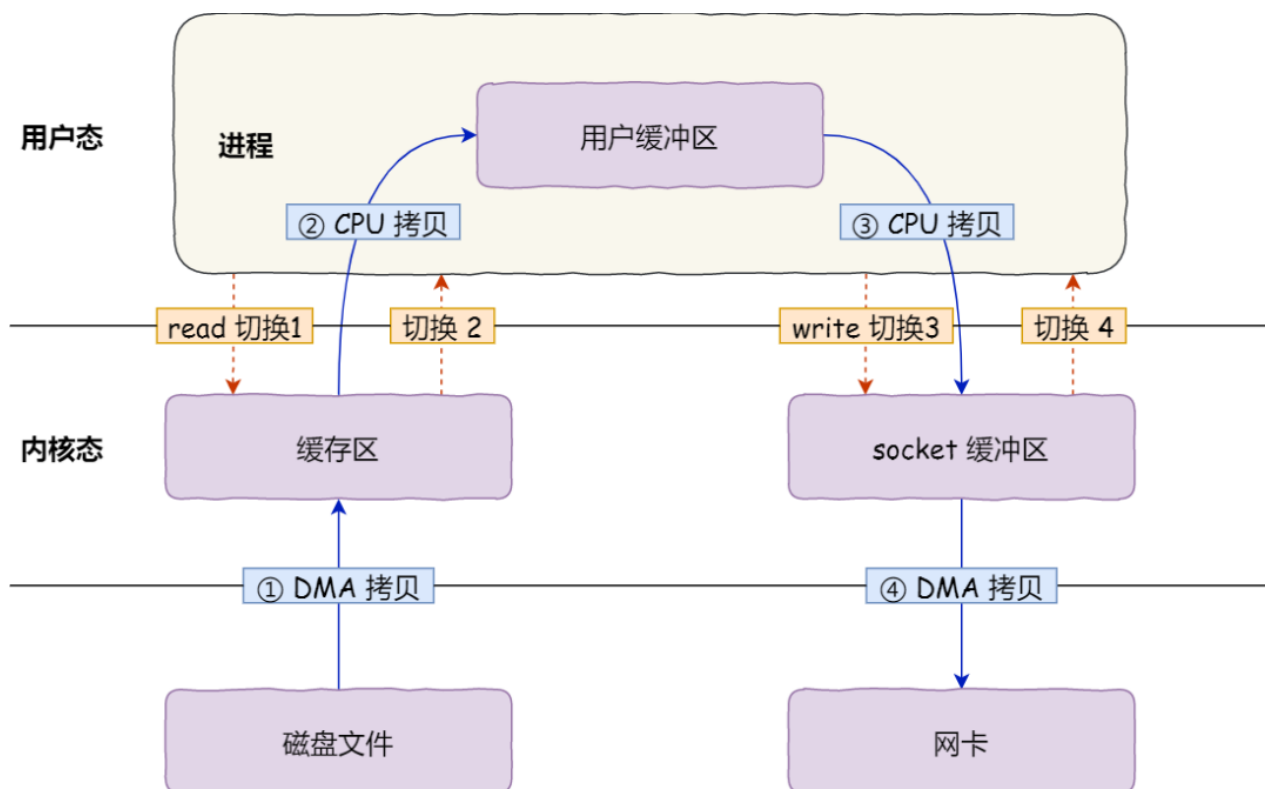 用户态
进程
用户缓冲区
② CPU 拷贝
③ CPU 拷贝
read 切换1
切换 2
write 切换3
切换 4
内核态
缓存区
socket 缓冲区
① DMA 拷贝
④ DMA 拷贝
磁盘文件
网卡